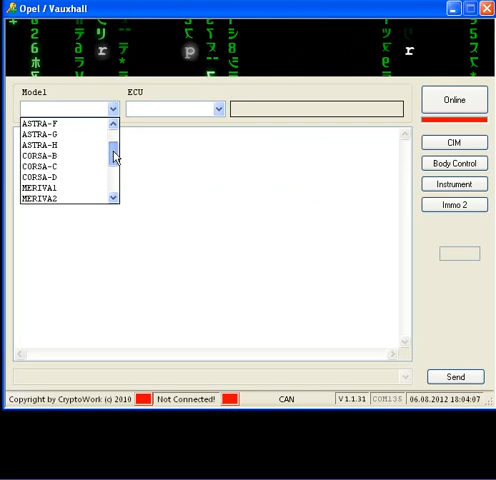 Opel / Vauxhall
Model
ECU
Online
ASTRA-F
ASTRA-G
ASTRA-H
CORSA-B
CORSA-C
CORSA-D
MERIVA1
MERIVA2
CIM
Body Control
Instrument
Immo 2
Send
Copyright by CryptoWork (c) 2010
Not Connected!
CAN
V 1.1.31
COM135
06.08.2012 18:04:07